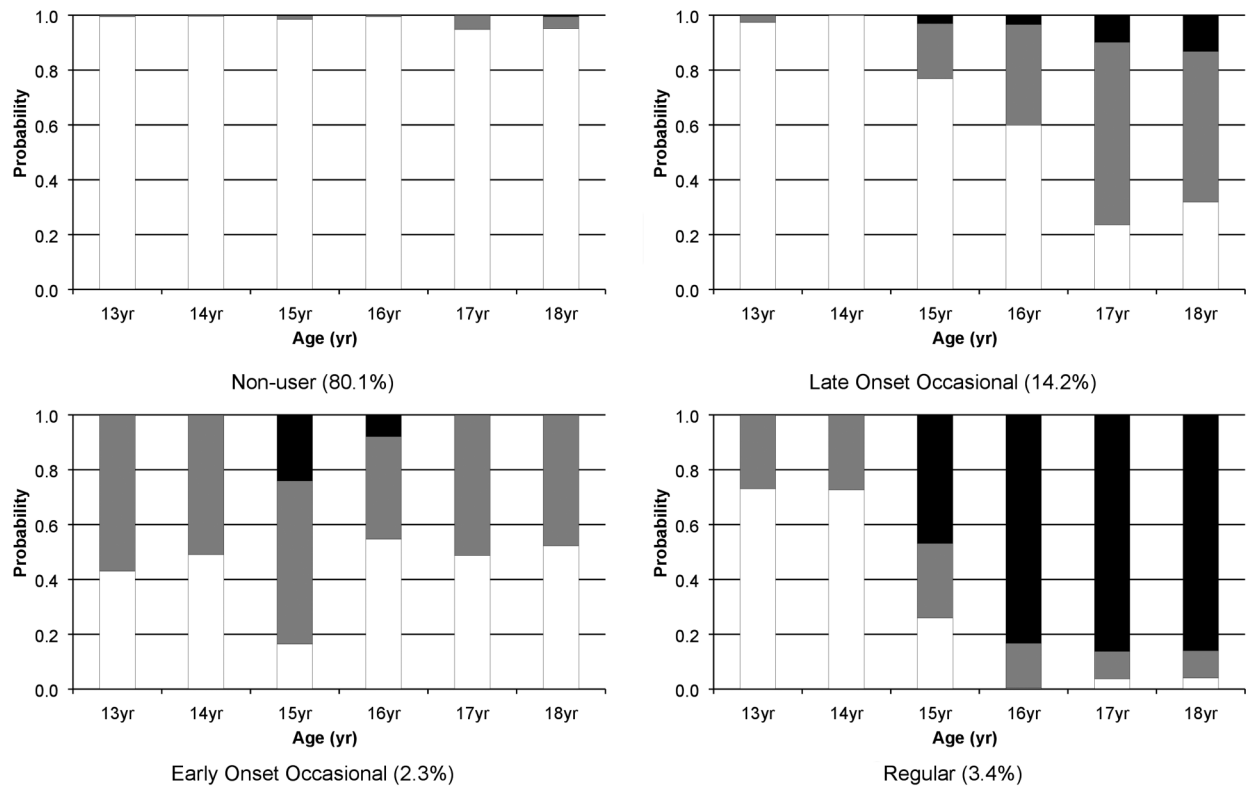 1.0
0.8
0.6
0.4
0.2
0.0
Probability
13yr 14yr 15yr 16yr 17yr 18yr
Age (yr)
Non-user (80.1%)
1.0
0.8
0.6
0.4
0.2
0.0
Probability
13yr 14yr 15yr 16yr 17yr 18yr
Age (yr)
Late Onset Occasional (14.2%)
1.0
0.8
0.6
0.4
0.2
0.0
Probability
13yr 14yr 15yr 16yr 17yr 18yr
Age (yr)
Early Onset Occasional (2.3%)
1.0
0.8
0.6
0.4
0.2
0.0
Probability
13yr 14yr 15yr 16yr 17yr 18yr
Age (yr)
Regular (3.4%)